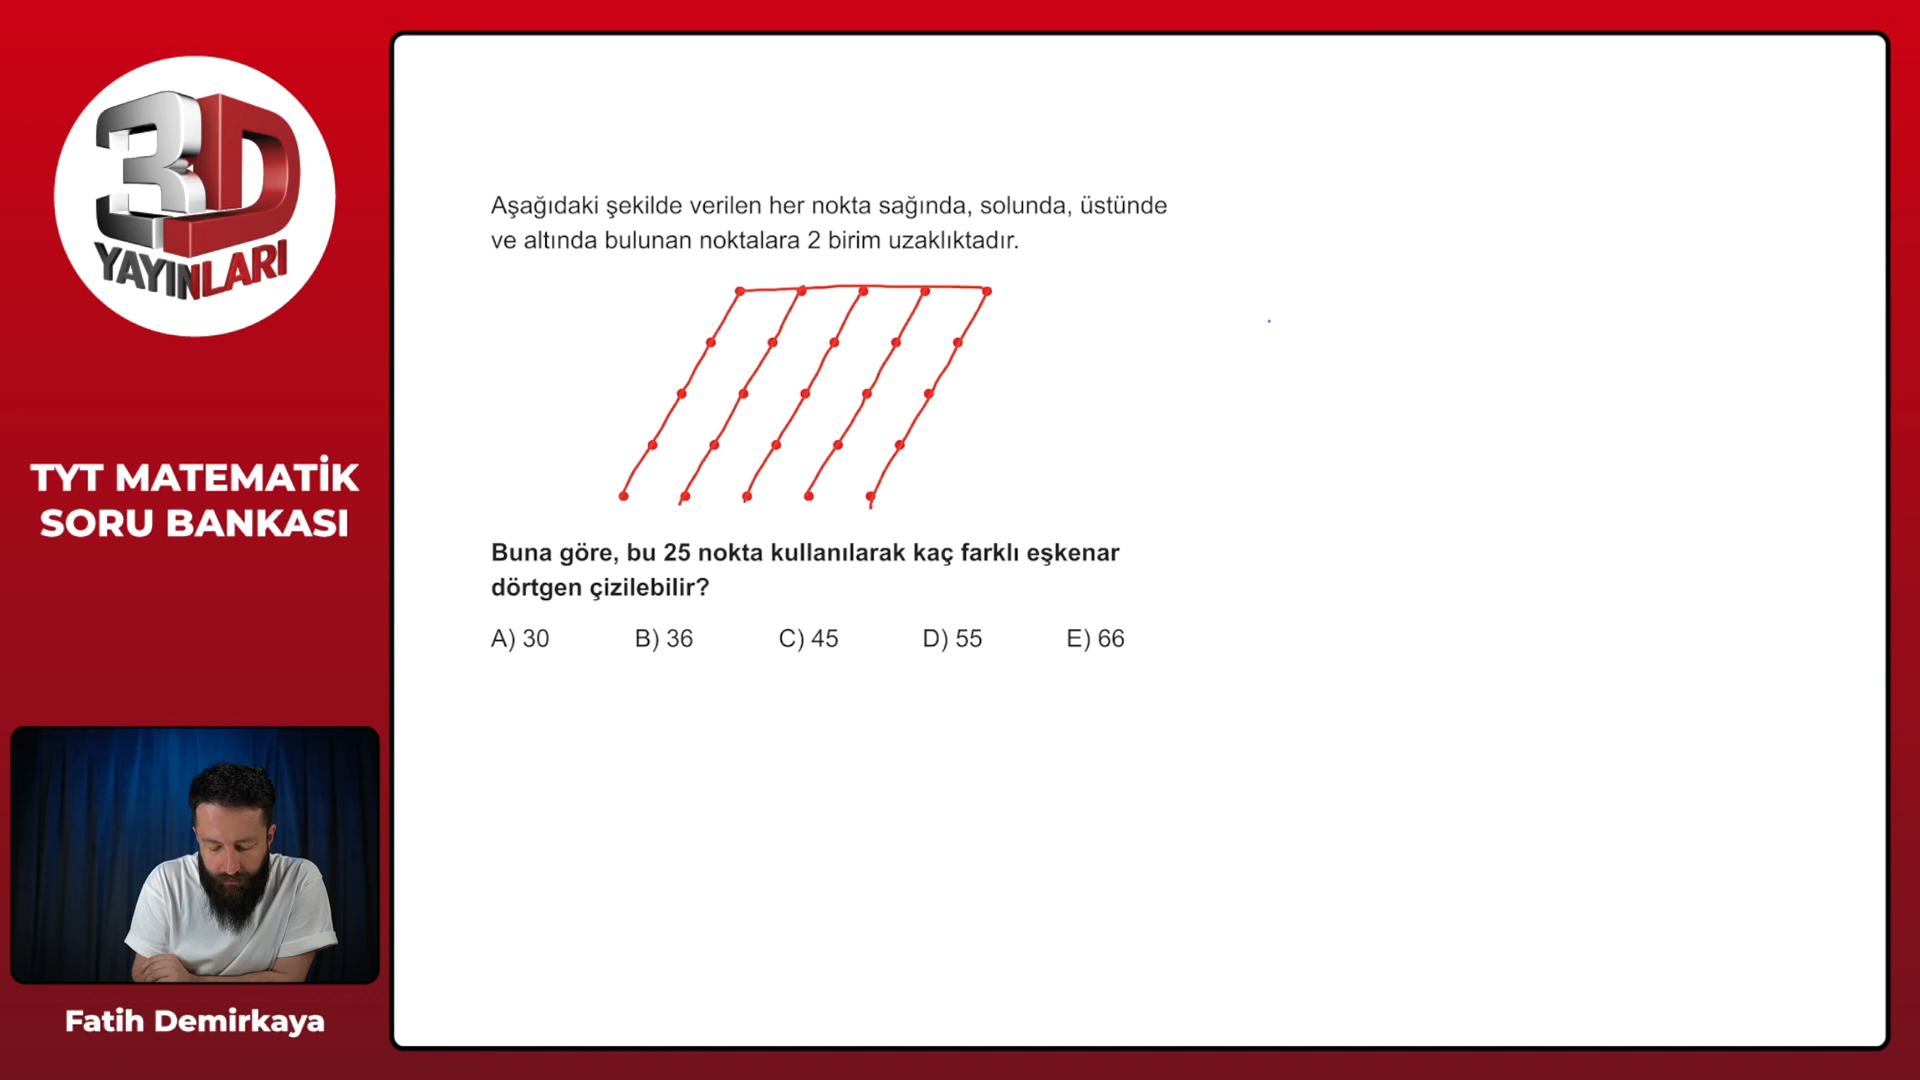 3D
YAYINLARI
TYT MATEMATİK
SORU BANKASI
Fatih Demirkaya
Aşağıdaki şekilde verilen her nokta sağında, solunda, üstünde
ve altında bulunan noktalara 2 birim uzaklıktadır.
Buna göre, bu 25 nokta kullanılarak kaç farklı eşkenar
dörtgen çizilebilir?
A) 30 B) 36 C) 45 D) 55 E) 66